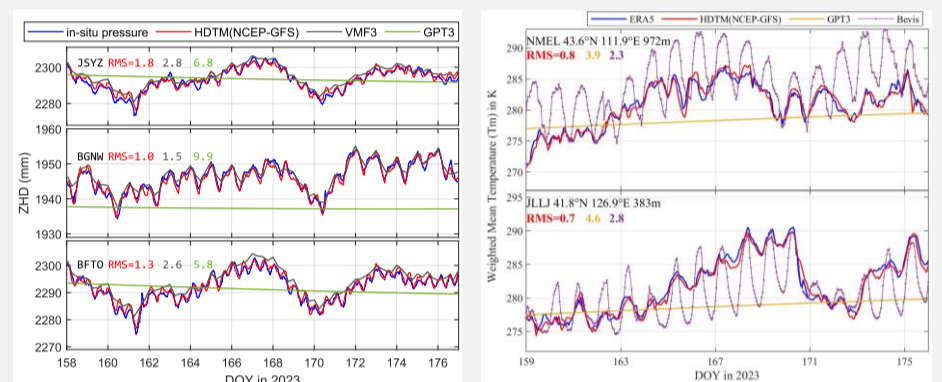 in-situ pressure HDTM(NCEP-GFS) VMF3 GPT3
JSYZ RMS=1.8 2.8 6.8
2300
2280
1960
BGNW RMS=1.0 1.5 9.9
1950
1940
1930
BFTO RMS=1.3 2.6 5.8
2300
2290
2280
2270
ZHD (mm)
158 160 162 164 166 168 170 172 174 176
DOY in 2023
ERA5 HDTM(NCEP-GFS) GPT3 Bevis
NMEL 43.6°N 111.9°E 972m
RMS=0.8 3.9 2.3
290
285
280
275
270
295
JLLJ 41.8°N 126.9°E 383m
RMS=0.7 4.6 2.8
290
285
280
275
Weighted Mean Temperature (Tm) in K
159 163 167 171 175
DOY in 2023